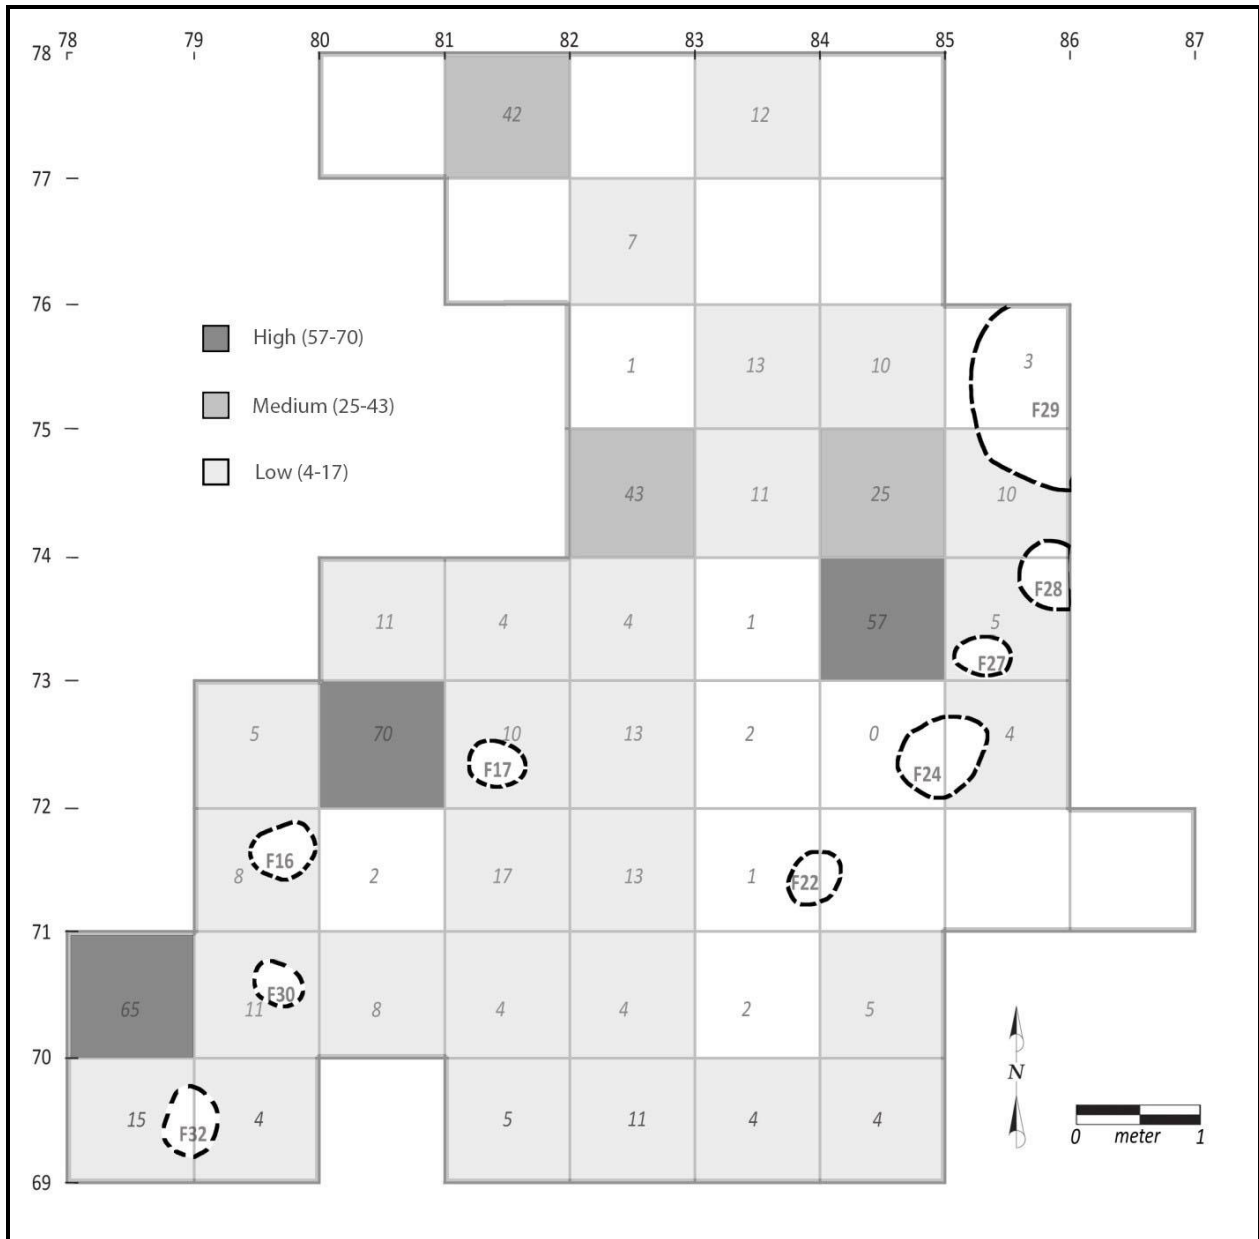 78 79 80 81 82 83 84 85 86 87
78
42 12
77
7
76
High (57-70)
1 13 10 3
Medium (25-43)
F29
75
Low (4-17)
43 11 25 10
74
F28
11 4 4 1 57 5
F27
73
5 70 10 13 2 0 4
F17 F24
72
F16
8 2 17 13 1 F22
71
F30
65 11 8 4 4 2 5
70
N
15 4 5 11 4 4
F32
0 meter 1
69